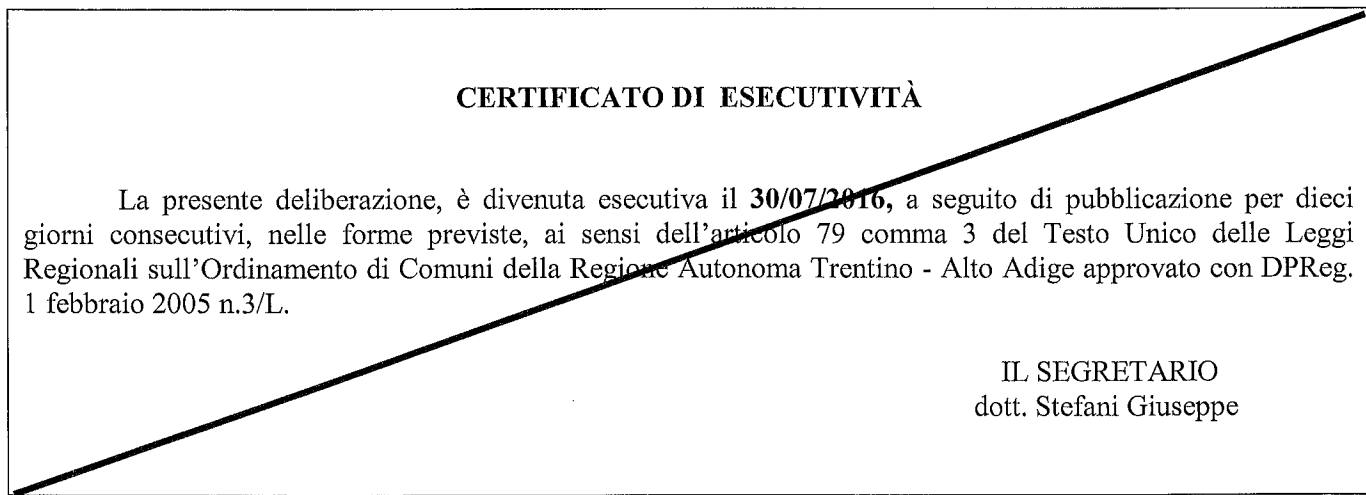 CERTIFICATO DI ESECUTIVITÀ
La presente deliberazione, è divenuta esecutiva il 30/07/2016, a seguito di pubblicazione per dieci
giorni consecutivi, nelle forme previste, ai sensi dell'articolo 79 comma 3 del Testo Unico delle Leggi
Regionali sull'Ordinamento di Comuni della Regione Autonoma Trentino - Alto Adige approvato con DPReg.
1 febbraio 2005 n.3/L.
IL SEGRETARIO
dott. Stefani Giuseppe